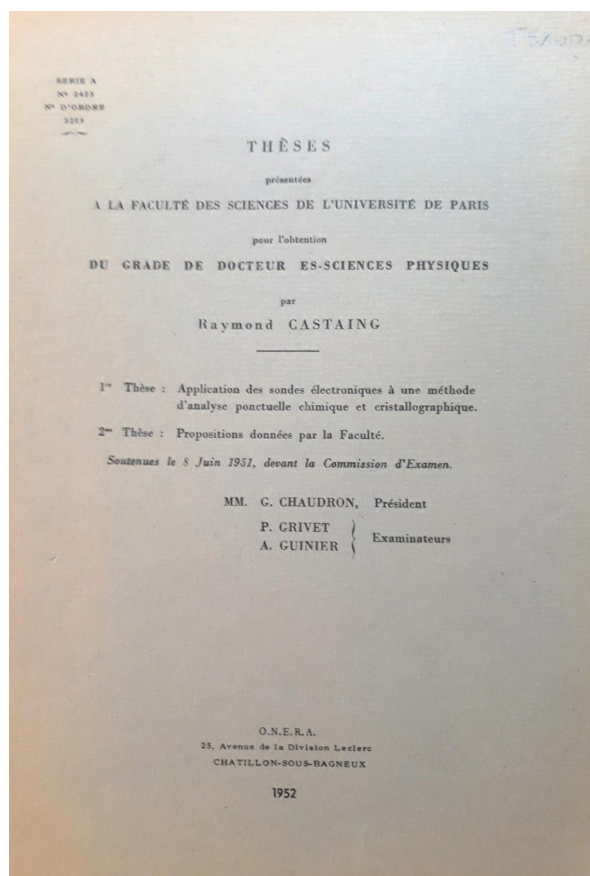 SERIE A
N° 2423
N° D'ORDRE
THÈSES
présentées
A LA FACULTÉ DES SCIENCES DE L'UNIVERSITÉ DE PARIS
pour l'obtention
DU GRADE DE DOCTEUR ES-SCIENCES PHYSIQUES
par
Raymond CASTAING
1re Thèse : Application des sondes électroniques à une méthode
d'analyse ponctuelle chimique et cristallographique.
2me Thèse : Propositions données par la Faculté.
Soutenues le 8 Juin 1951, devant la Commission d'Examen.
MM. G. CHAUDRON, Président
P. GRIVET
A. GUINIER
Examinateurs
O.N.E.R.A.
25, Avenue de la Division Leclerc
CHATILLON-SOUS-BAGNEUX
1952